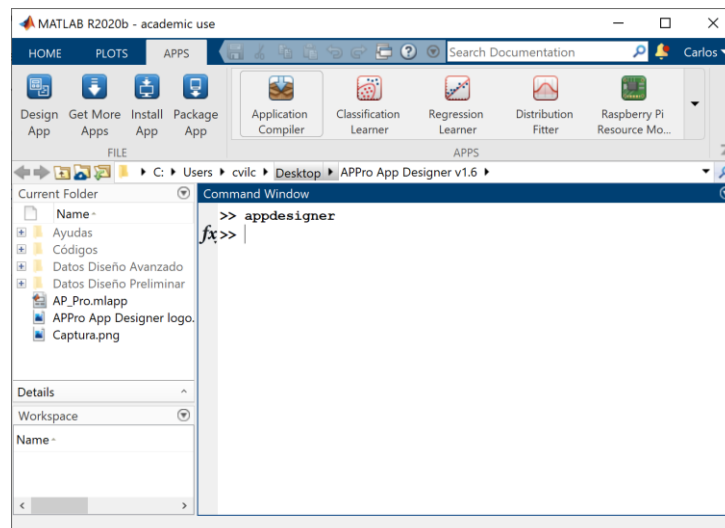 MATLAB R2020b - academic use
HOME PLOTS APPS Search Documentation Carlos
Design App Get More Apps Install App Package App Application Compiler Classification Learner Regression Learner Distribution Fitter Raspberry Pi Resource Mo...
FILE APPS
C: Users cvilc Desktop APPro App Designer v1.6
Current Folder
Name
Ayudas
Códigos
Datos Diseño Avanzado
Datos Diseño Preliminar
AP_Pro.mlapp
APPro App Designer logo.
Captura.png
Details
Workspace
Name
Command Window
>> appdesigner
fx >>